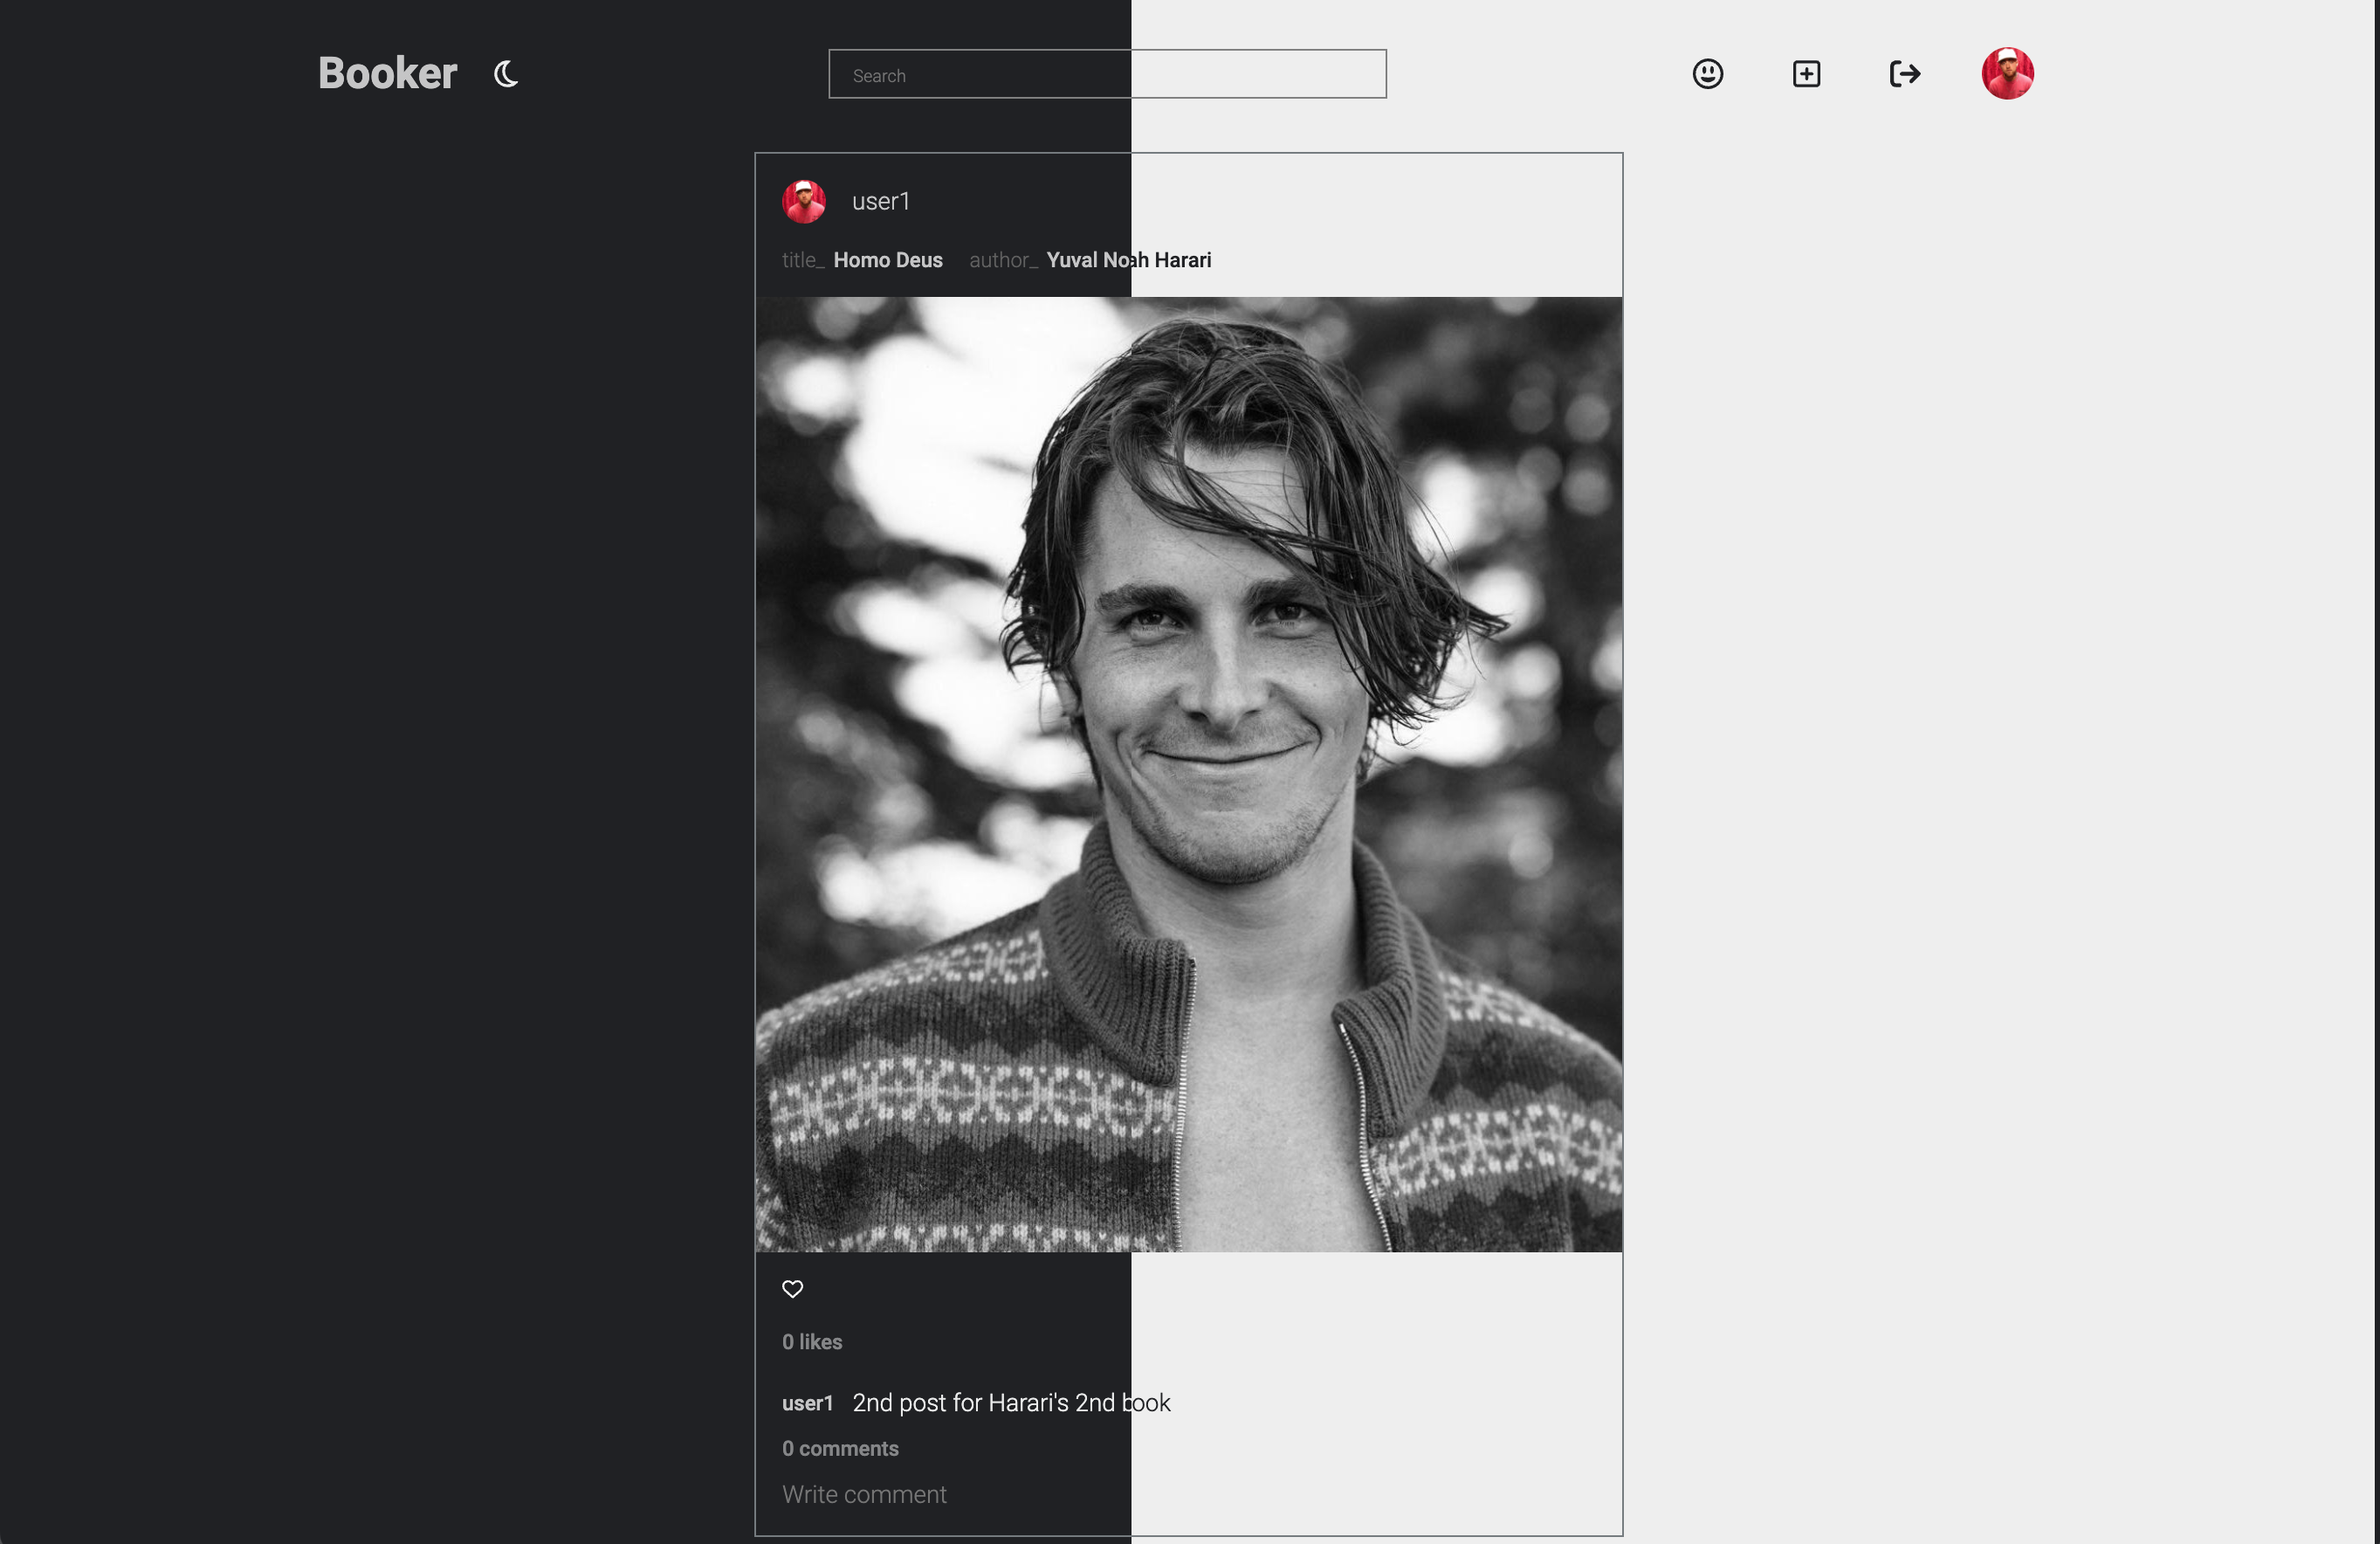 Booker
Search
user1
title_ Homo Deus author_ Yuval Noah Harari
0 likes
user1 2nd post for Harari's 2nd book
0 comments
Write comment